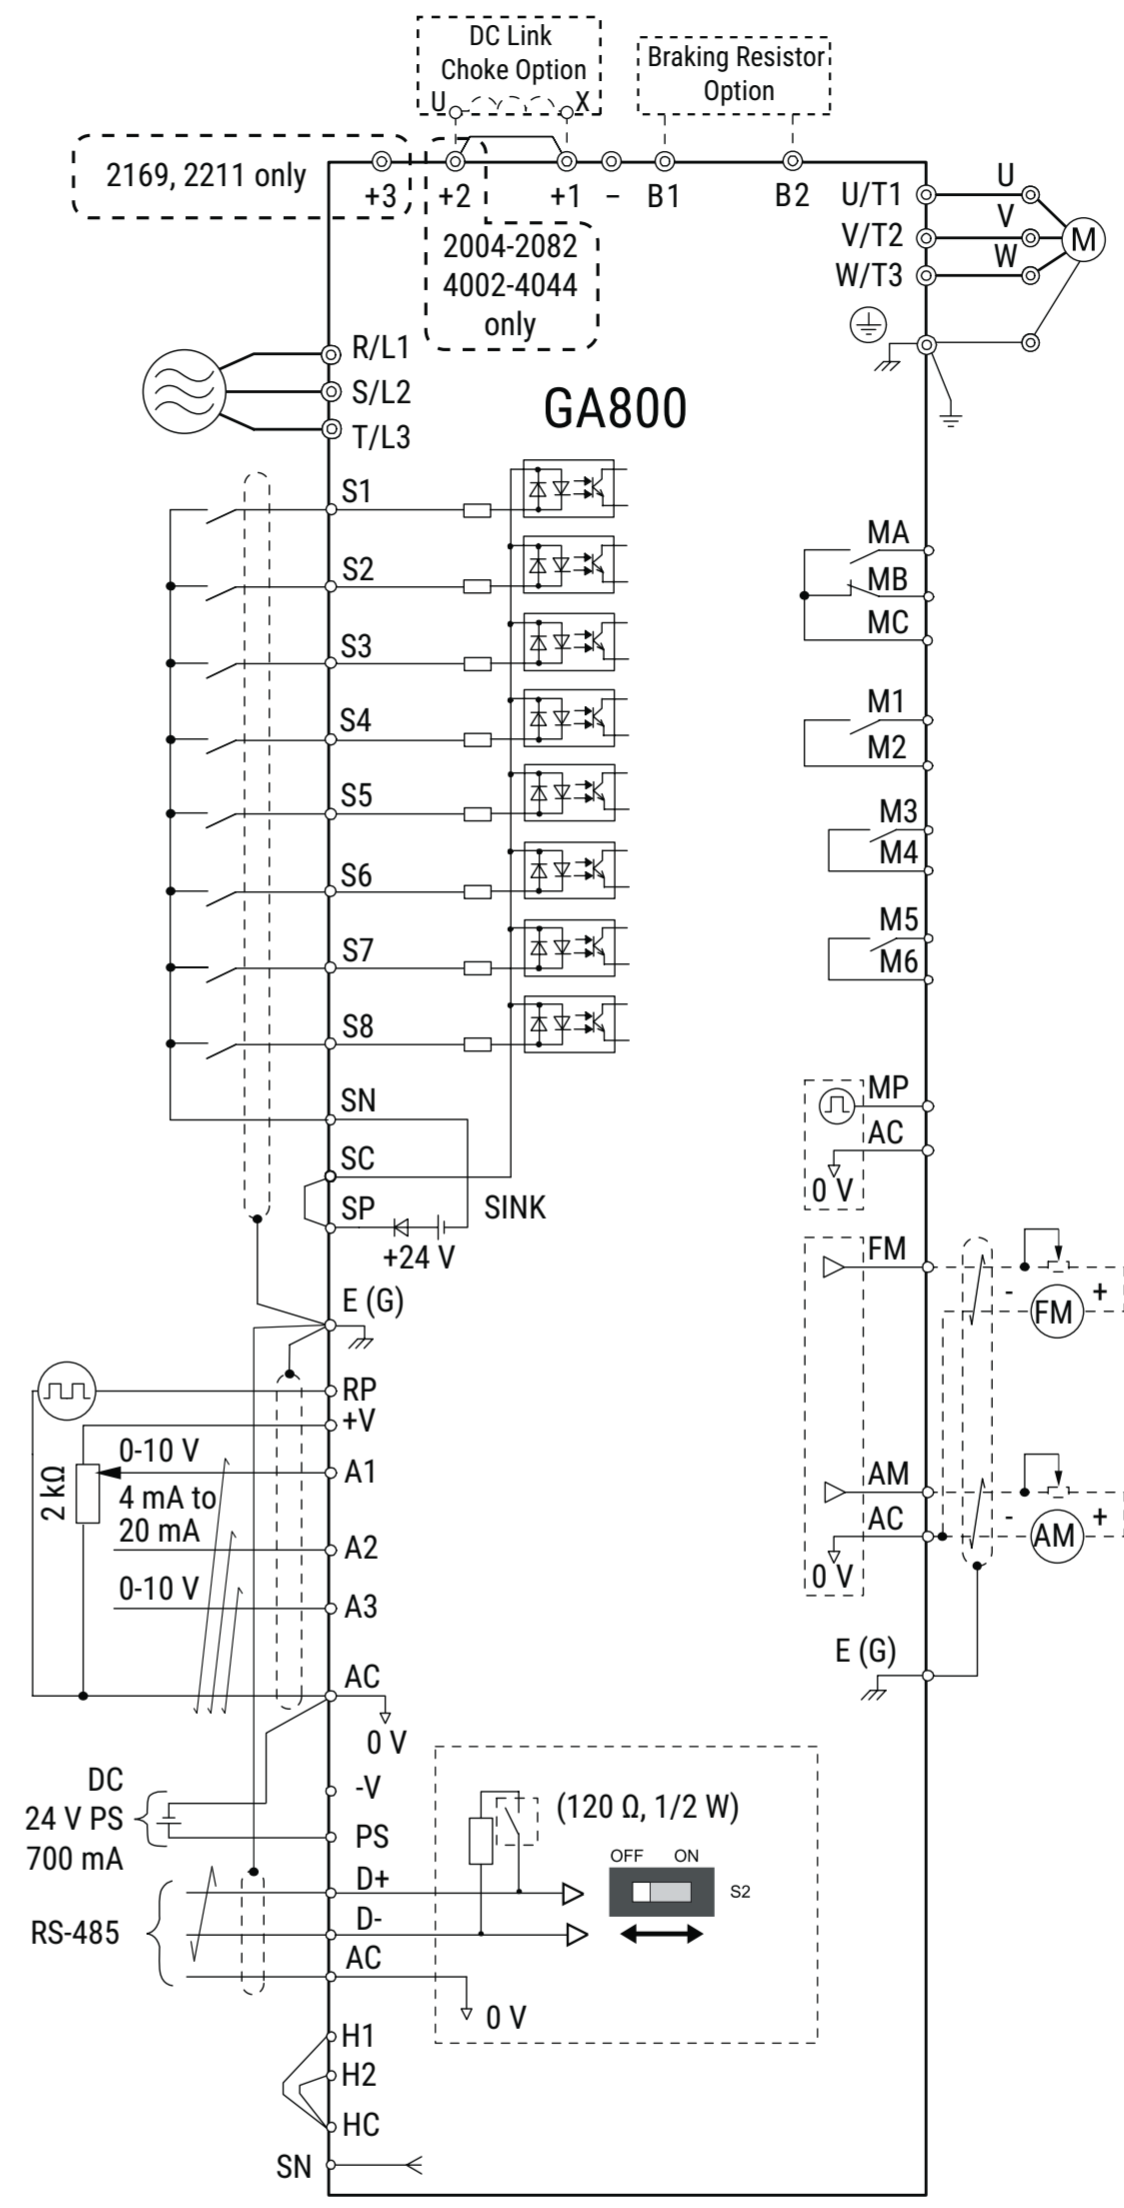 DC Link
Choke Option
U X
Braking Resistor
Option
2169, 2211 only
+3 +2 +1 – B1 B2
2004-2082
4002-4044
only
U/T1 U
V/T2 V
W/T3 W
M
R/L1
S/L2
T/L3
GA800
S1
S2
S3
S4
S5
S6
S7
S8
SN
SC
SP
SINK
+24 V
E (G)
MA
MB
MC
M1
M2
M3
M4
M5
M6
MP
AC
0 V
FM
- +
FM
AM
AC
- +
AM
0 V
E (G)
RP
+V
0-10 V
A1
2 kΩ
4 mA to
20 mA
A2
0-10 V
A3
AC
0 V
DC
24 V PS
700 mA
-V
PS
RS-485
D+
D-
AC
0 V
(120 Ω, 1/2 W)
OFF ON
S2
H1
H2
HC
SN